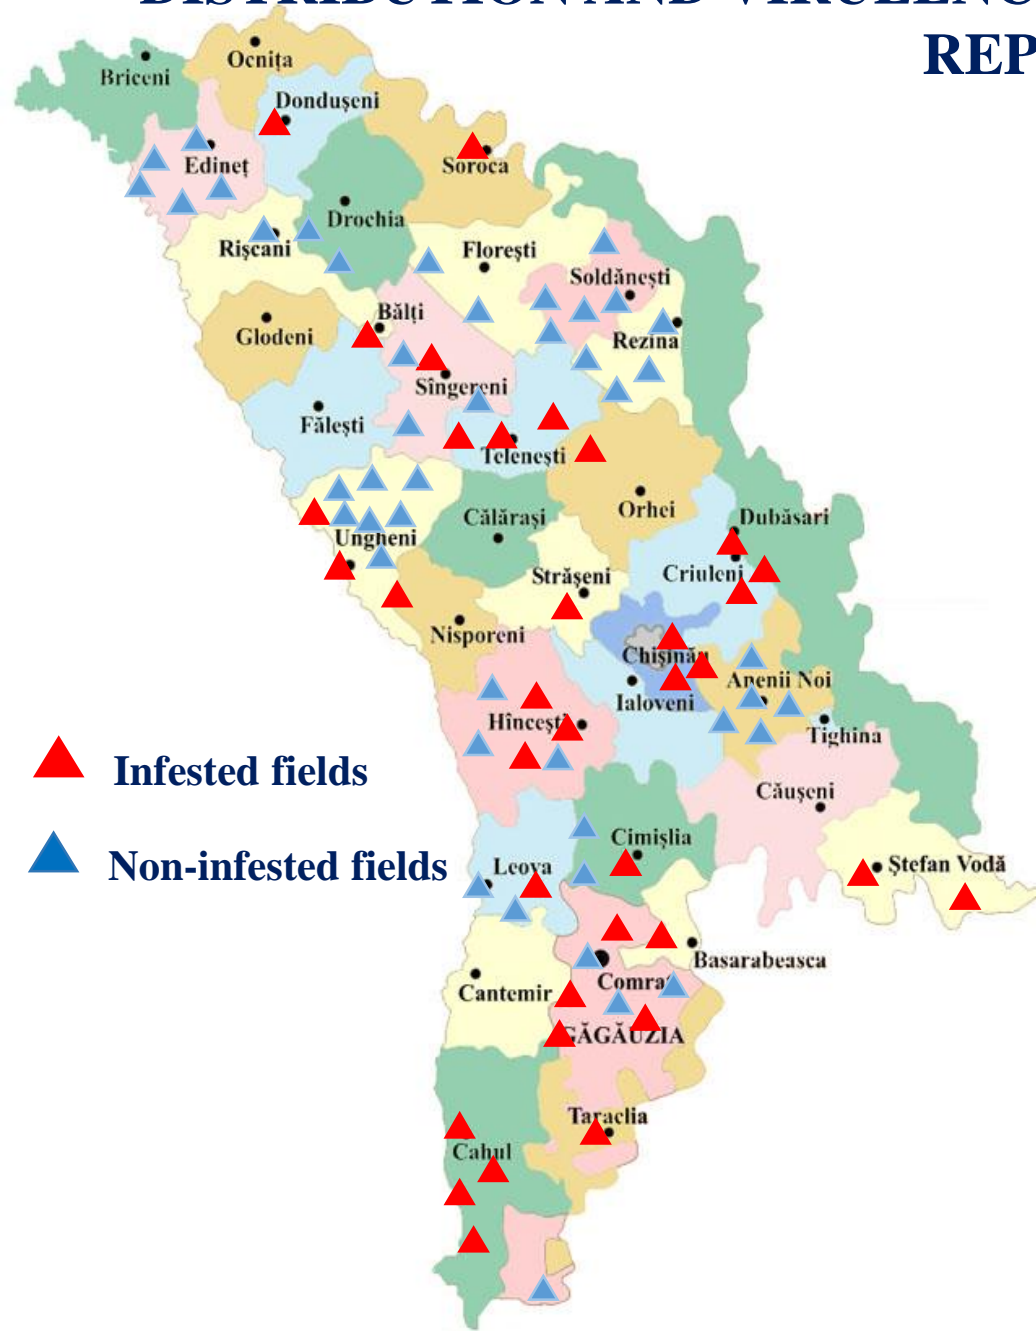 REP
Ocnița
Briceni
Dondușeni
Edineț
Soroca
Drochia
Rîșcani
Florești
Soldănești
Bălți
Glodeni
Rezina
Sîngereni
Fălești
Telenești
Orhei
Călărași
Dubăsari
Ungheni
Strășeni
Criuleni
Nisporeni
Chișinău
Anenii Noi
Ialoveni
Hîncești
Tighina
Infested fields
Căușeni
Cimișlia
Non-infested fields
Leova
Ștefan Vodă
Basarabeasca
Comrat
Cantemir
GĂGĂUZIA
Taraclia
Cahul